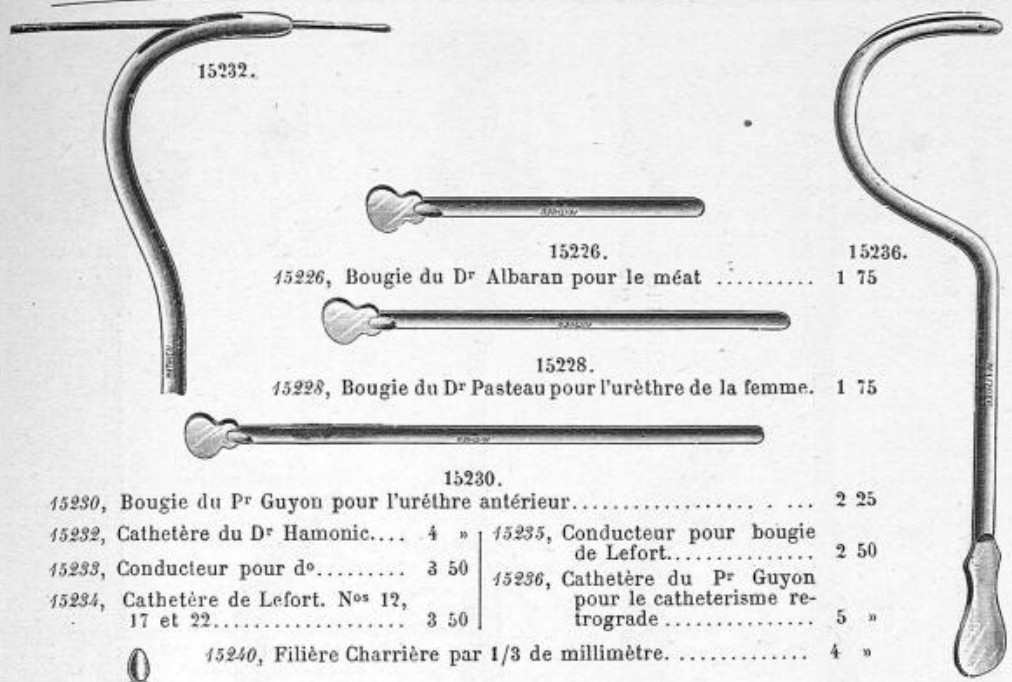 15232.
15226.
15236.
15226, Bougie du Dr Albaran pour le méat .......... 1 75
15228.
15228, Bougie du Dr Pasteau pour l'urèthre de la femme. 1 75
15230.
15230, Bougie du Pr Guyon pour l'uréthre antérieur.................. . ... 2 25
15232, Cathetère du Dr Hamonic.... 4 »
15233, Conducteur pour do......... 3 50
15234, Cathetère de Lefort. Nos 12,
17 et 22.................. 3 50
15235, Conducteur pour bougie
de Lefort............... 2 50
15236, Cathetère du Pr Guyon
pour le catheterisme re-
trograde ............... 5 »
15240, Filière Charrière par 1/3 de millimètre. ............. 4 »